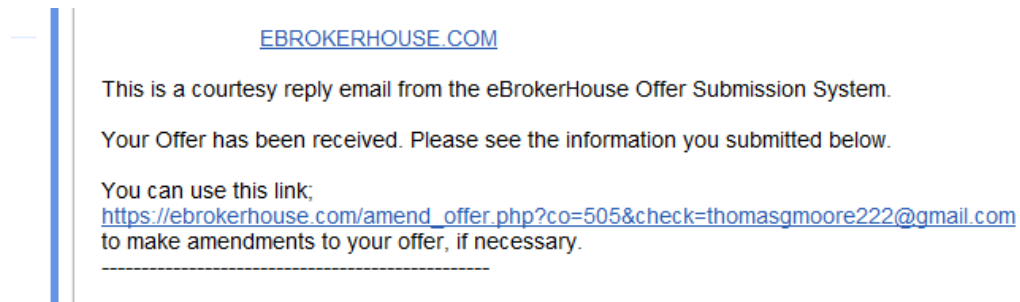 EBROKERHOUSE.COM
This is a courtesy reply email from the eBrokerHouse Offer Submission System.
Your Offer has been received. Please see the information you submitted below.
You can use this link;
https://ebrokerhouse.com/amend_offer.php?co=505&check=thomasgmoore222@gmail.com
to make amendments to your offer, if necessary.
-------------------------------------------------